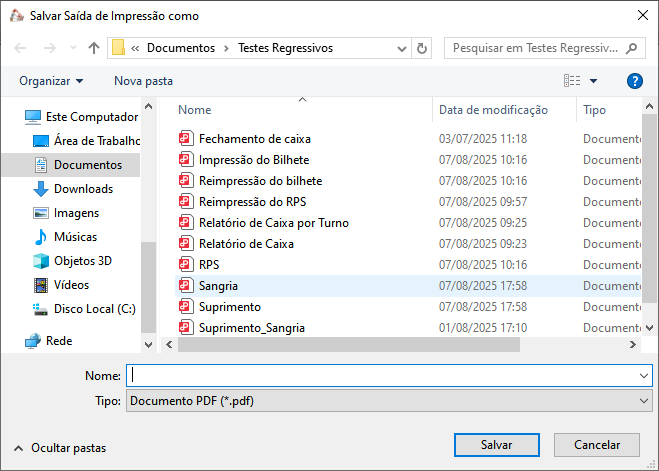 Salvar Saída de Impressão como
« Documentos › Testes Regressivos
Pesquisar em Testes Regressiv...
Organizar
Nova pasta
?
Este Computador
Área de Trabalho
Documentos
Downloads
Imagens
Músicas
Objetos 3D
Vídeos
Disco Local (C:)
Rede
Nome Data de modificação Tipo
Fechamento de caixa 03/07/2025 11:18 Documento
Impressão do Bilhete 07/08/2025 10:16 Documento
Reimpressão do bilhete 07/08/2025 10:16 Documento
Reimpressão do RPS 07/08/2025 09:57 Documento
Relatório de Caixa por Turno 07/08/2025 09:25 Documento
Relatório de Caixa 07/08/2025 09:23 Documento
RPS 07/08/2025 10:16 Documento
Sangria 07/08/2025 17:58 Documento
Suprimento 07/08/2025 17:58 Documento
Suprimento_Sangria 01/08/2025 17:10 Documento
Nome:
Tipo: Documento PDF (*.pdf)
Ocultar pastas
Salvar
Cancelar